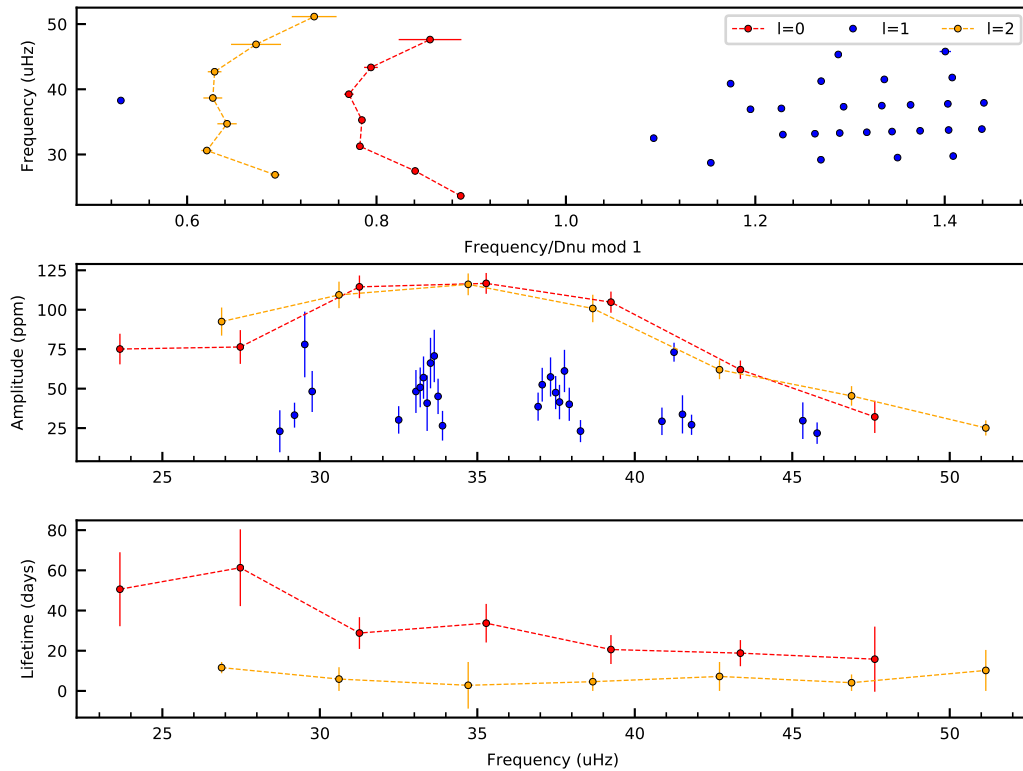 l=0 l=1 l=2
50
40
30
Frequency (uHz)
0.6 0.8 1.0 1.2 1.4
Frequency/Dnu mod 1
125
100
75
50
25
Amplitude (ppm)
25 30 35 40 45 50
80
60
40
20
0
Lifetime (days)
25 30 35 40 45 50
Frequency (uHz)